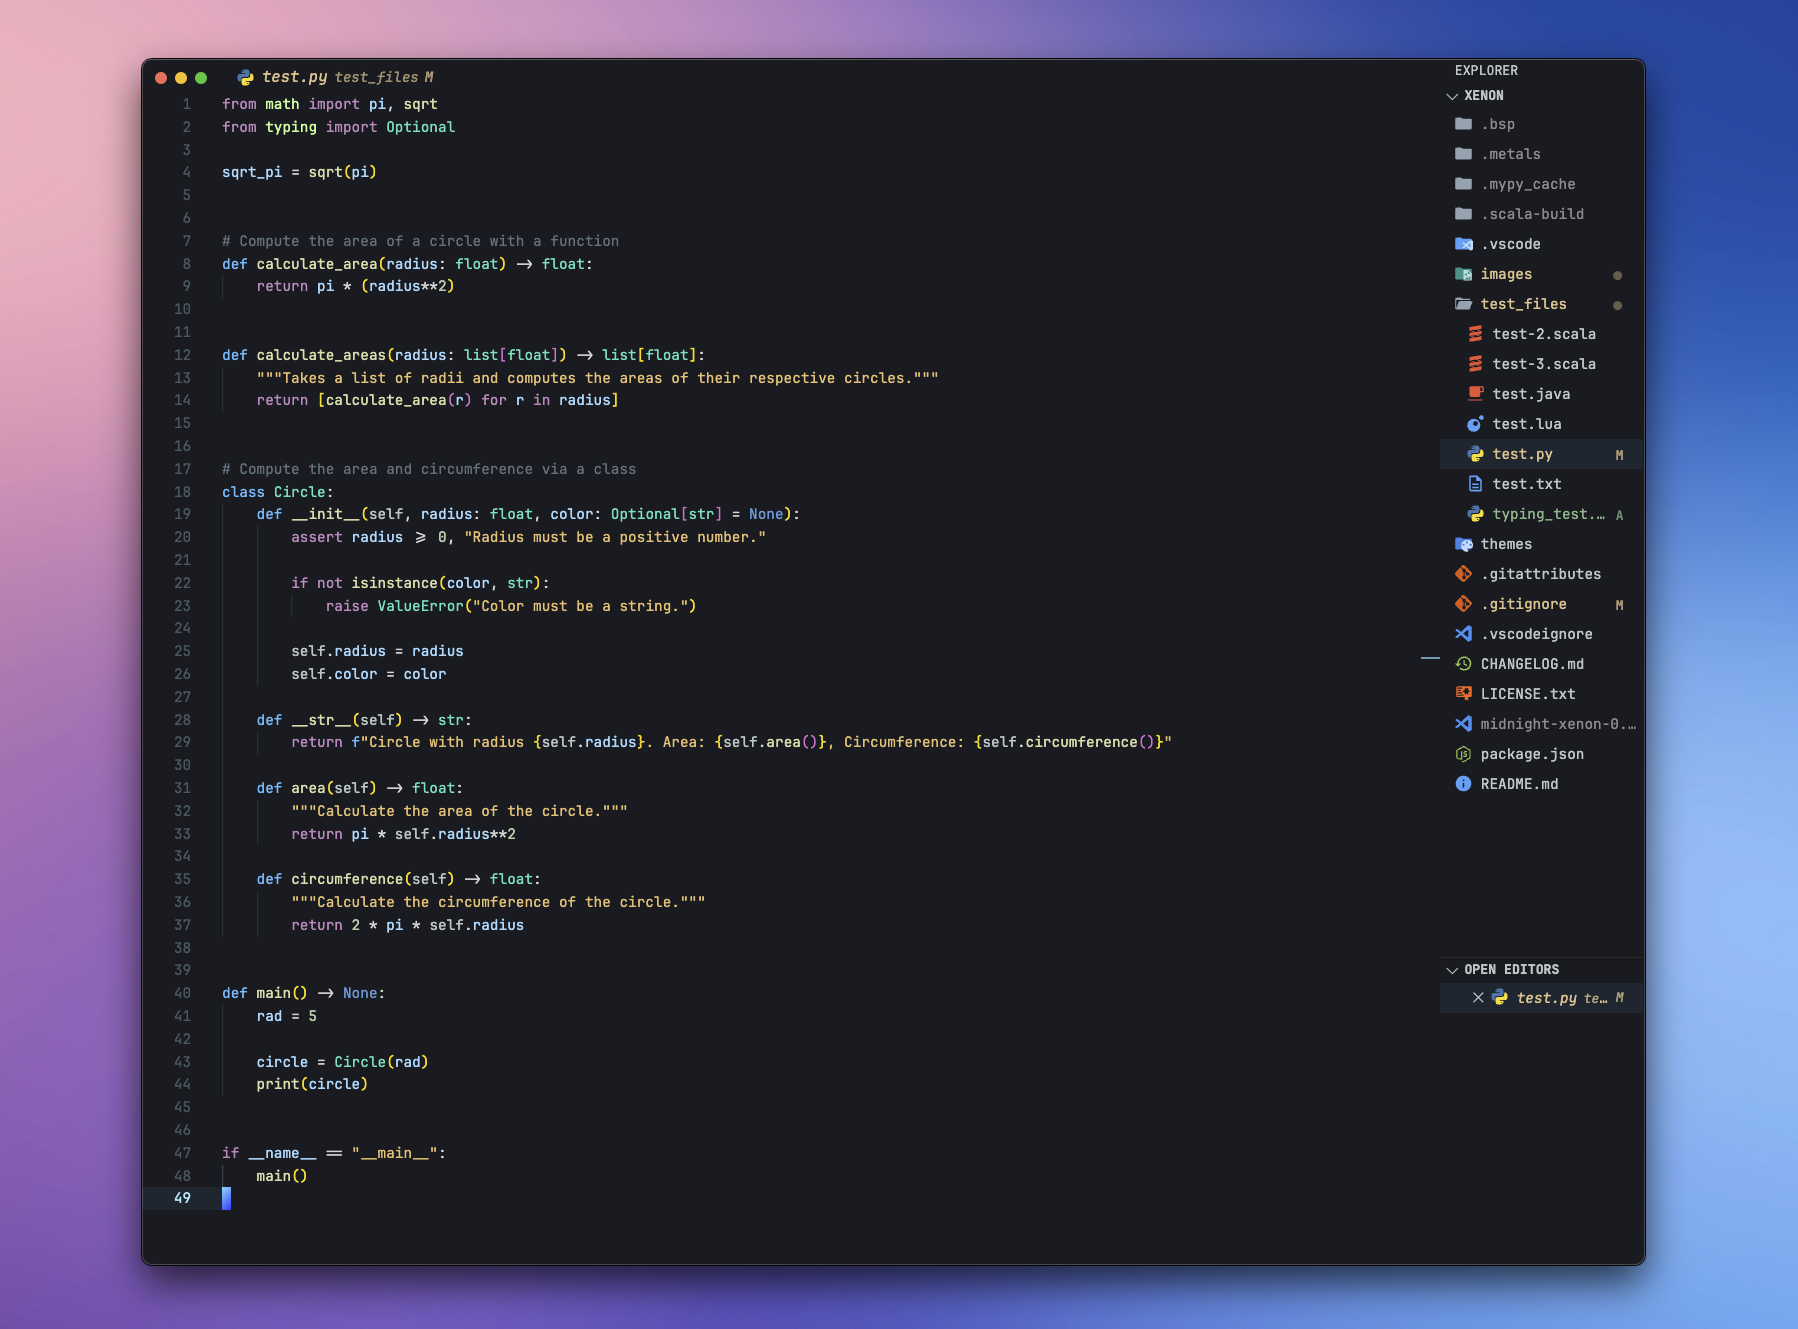 test.py test_files M
1 from math import pi, sqrt
2 from typing import Optional
3
4 sqrt_pi = sqrt(pi)
5
6
7 # Compute the area of a circle with a function
8 def calculate_area(radius: float) -> float:
9     return pi * (radius**2)
10
11
12 def calculate_areas(radius: list[float]) -> list[float]:
13     """Takes a list of radii and computes the areas of their respective circles."""
14     return [calculate_area(r) for r in radius]
15
16
17 # Compute the area and circumference via a class
18 class Circle:
19     def __init__(self, radius: float, color: Optional[str] = None):
20         assert radius >= 0, "Radius must be a positive number."
21
22         if not isinstance(color, str):
23             raise ValueError("Color must be a string.")
24
25         self.radius = radius
26         self.color = color
27
28     def __str__(self) -> str:
29         return f"Circle with radius {self.radius}. Area: {self.area()}, Circumference: {self.circumference()}"
30
31     def area(self) -> float:
32         """Calculate the area of the circle."""
33         return pi * self.radius**2
34
35     def circumference(self) -> float:
36         """Calculate the circumference of the circle."""
37         return 2 * pi * self.radius
38
39
40 def main() -> None:
41     rad = 5
42
43     circle = Circle(rad)
44     print(circle)
45
46
47 if __name__ == "__main__":
48     main()
49
EXPLORER
XENON
.bsp
.metals
.mypy_cache
.scala-build
.vscode
images
test_files
test-2.scala
test-3.scala
test.java
test.lua
test.py M
test.txt
typing_test.… A
themes
.gitattributes
.gitignore M
.vscodeignore
CHANGELOG.md
LICENSE.txt
midnight-xenon-0.…
package.json
README.md
OPEN EDITORS
test.py te… M